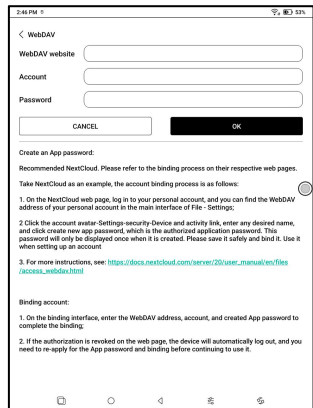 2:46 PM
53%
WebDAV
WebDAV website
Account
Password
CANCEL
OK
Create an App password:
Recommended NextCloud. Please refer to the binding process on their respective web pages.
Take NextCloud as an example, the account binding process is as follows:
1. On the NextCloud web page, log in to your personal account, and you can find the WebDAV
address of your personal account in the main interface of File - Settings;
2 Click the account avatar-Settings-security-Device and activity link, enter any desired name,
and click create new app password, which is the authorized application password. This
password will only be displayed once when it is created. Please save it safely and bind it. Use it
when setting up an account
3. For more instructions, see: https://docs.nextcloud.com/server/20/user_manual/en/files
/access_webdav.html
Binding account:
1. On the binding interface, enter the WebDAV address, account, and created App password to
complete the binding;
2. If the authorization is revoked on the web page, the device will automatically log out, and you
need to re-apply for the App password and binding before continuing to use it.